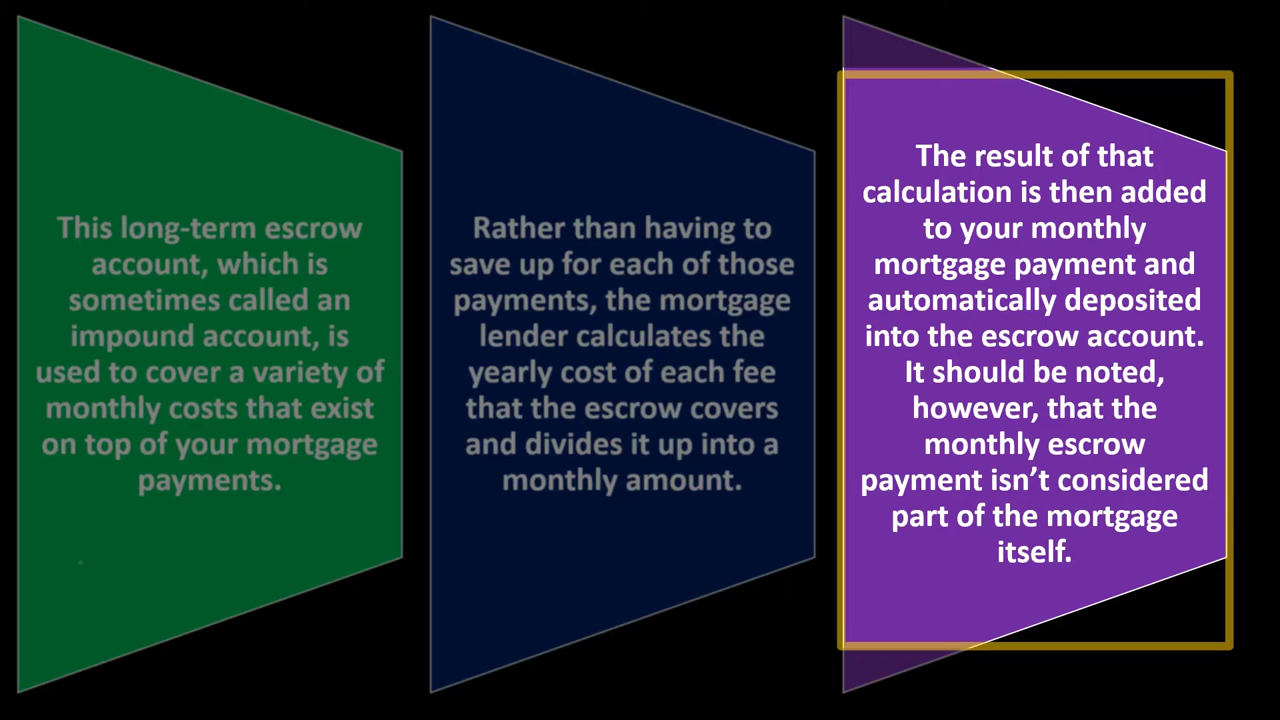 This long-term escrow
account, which is
sometimes called an
impound account, is
used to cover a variety of
monthly costs that exist
on top of your mortgage
payments.
Rather than having to
save up for each of those
payments, the mortgage
lender calculates the
yearly cost of each fee
that the escrow covers
and divides it up into a
monthly amount.
The result of that
calculation is then added
to your monthly
mortgage payment and
automatically deposited
into the escrow account.
It should be noted,
however, that the
monthly escrow
payment isn’t considered
part of the mortgage
itself.